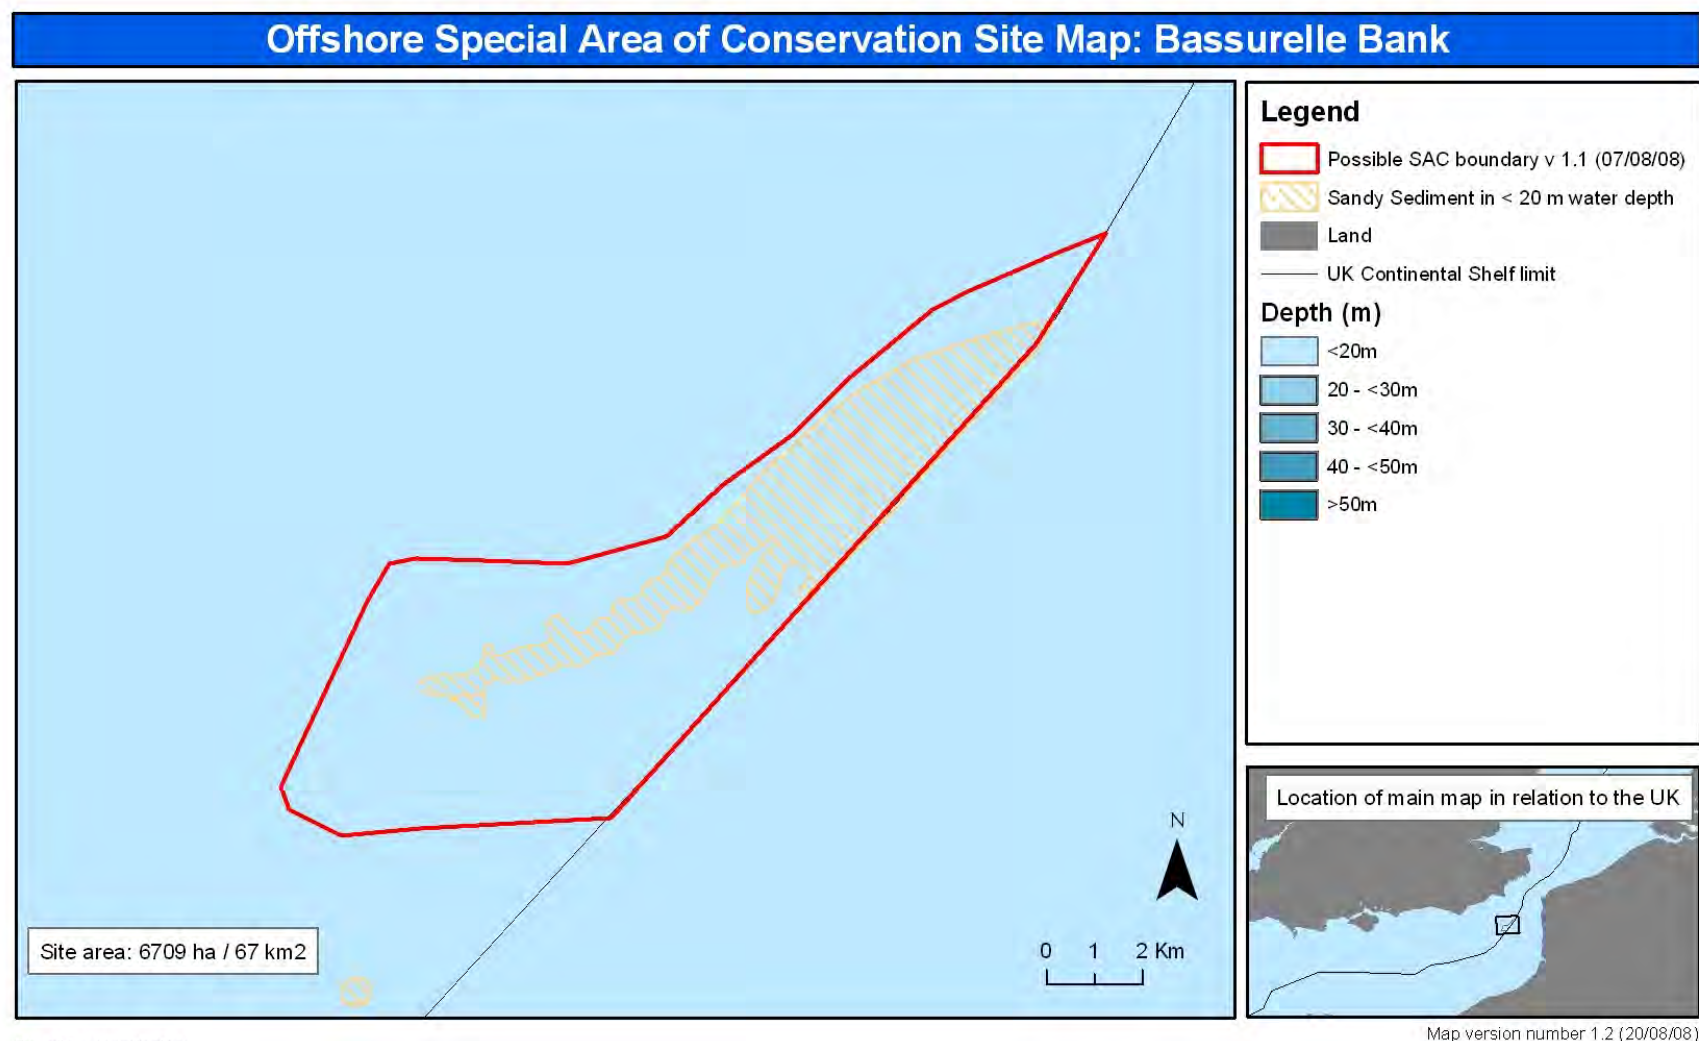 Offshore Special Area of Conservation Site Map: Bassurelle Bank
Legend
Possible SAC boundary v 1.1 (07/08/08)
Sandy Sediment in < 20 m water depth
Land
UK Continental Shelf limit
Depth (m)
<20m
20 - <30m
30 - <40m
40 - <50m
>50m
N
0 1 2 Km
Site area: 6709 ha / 67 km2
Location of main map in relation to the UK
Map version number 1.2 (20/08/08)